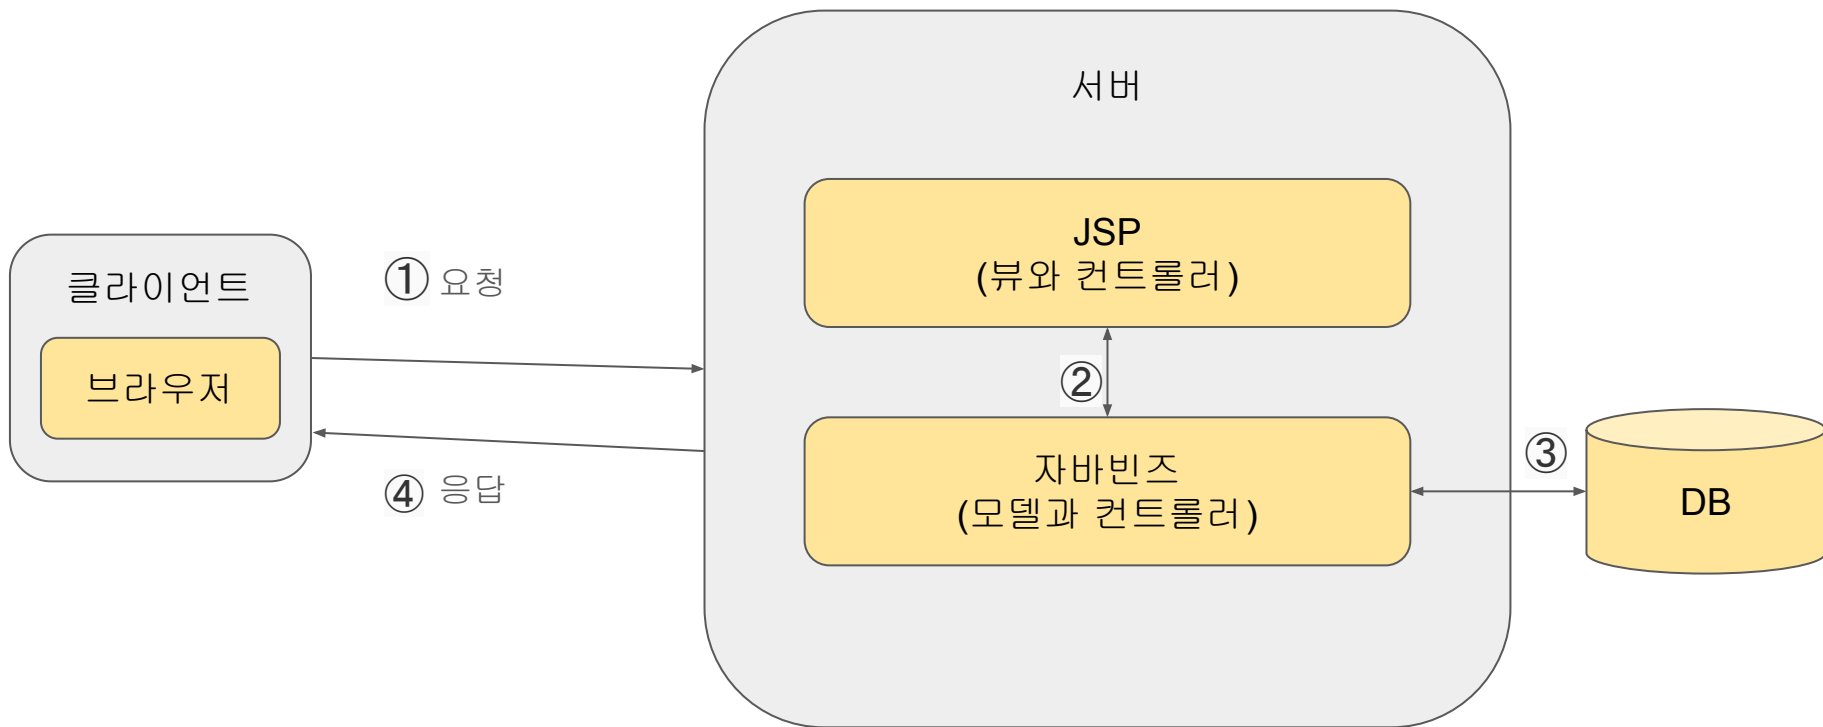 서버
JSP
(뷰와 컨트롤러)
클라이언트
브라우저
① 요청
②
자바빈즈
(모델과 컨트롤러)
③
DB
④ 응답